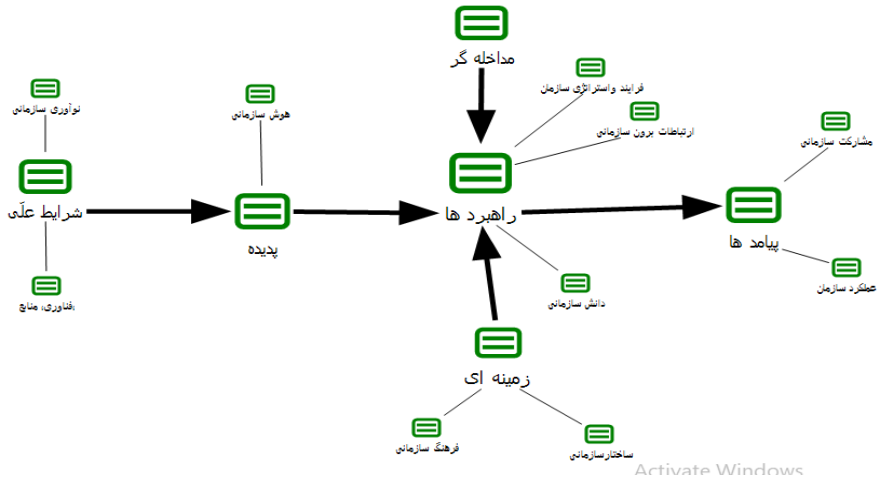 مداخله گر
فرایند واستراتژی سازمان
هوش سازمانی
نوآوری سازمانی
ارتباطات برون سازمانی
مشارکت سازمانی
شرایط علّی
راهبرد ها
پدیده
پیامد ها
عملکرد سازمان
دانش سازمانی
،فناوری، منابع
زمینه ای
فرهنگ سازمانی
ساختارسازمانی
Activate Windows